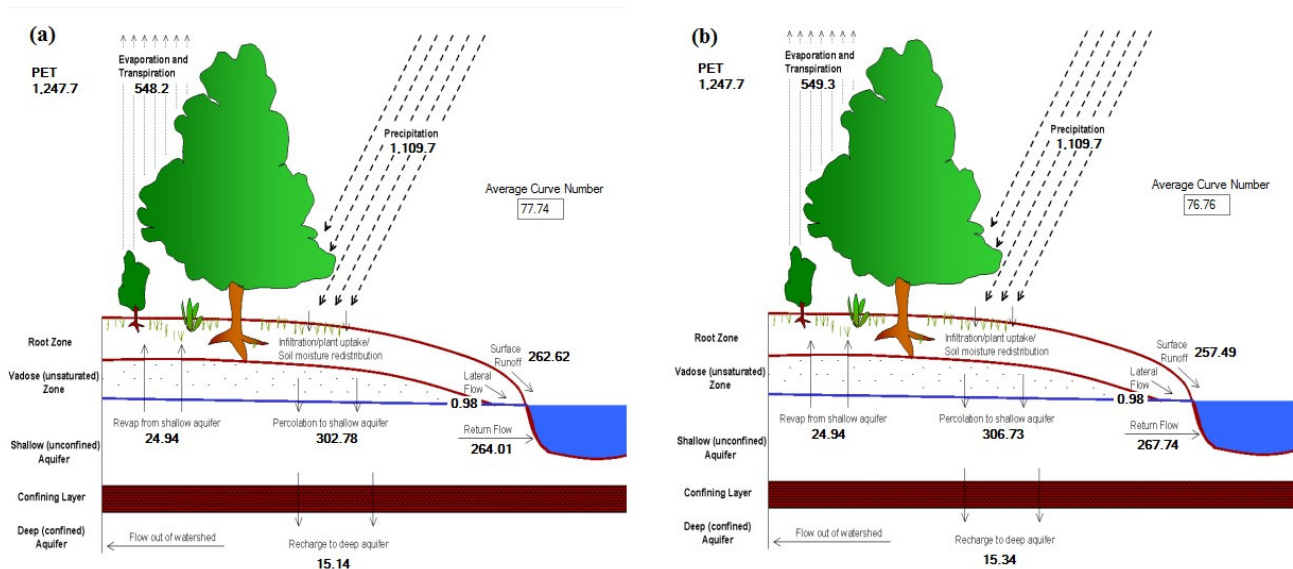 (a)
PET
1,247.7
Evaporation and
Transpiration
548.2
Precipitation
1,109.7
Average Curve Number
77.74
Root Zone
Infiltration/plant uptake/
Soil moisture redistribution
Surface
Runoff
262.62
Vadose (unsaturated)
Zone
Lateral
Flow
0.98
Revap from shallow aquifer
24.94
Percolation to shallow aquifer
302.78
Return Flow
264.01
Shallow (unconfined)
Aquifer
Confining Layer
Deep (confined)
Aquifer
Flow out of watershed
Recharge to deep aquifer
15.14
(b)
PET
1,247.7
Evaporation and
Transpiration
549.3
Precipitation
1,109.7
Average Curve Number
76.76
Root Zone
Infiltration/plant uptake/
Soil moisture redistribution
Surface
Runoff
257.49
Vadose (unsaturated)
Zone
Lateral
Flow
0.98
Revap from shallow aquifer
24.94
Percolation to shallow aquifer
306.73
Return Flow
267.74
Shallow (unconfined)
Aquifer
Confining Layer
Deep (confined)
Aquifer
Flow out of watershed
Recharge to deep aquifer
15.34